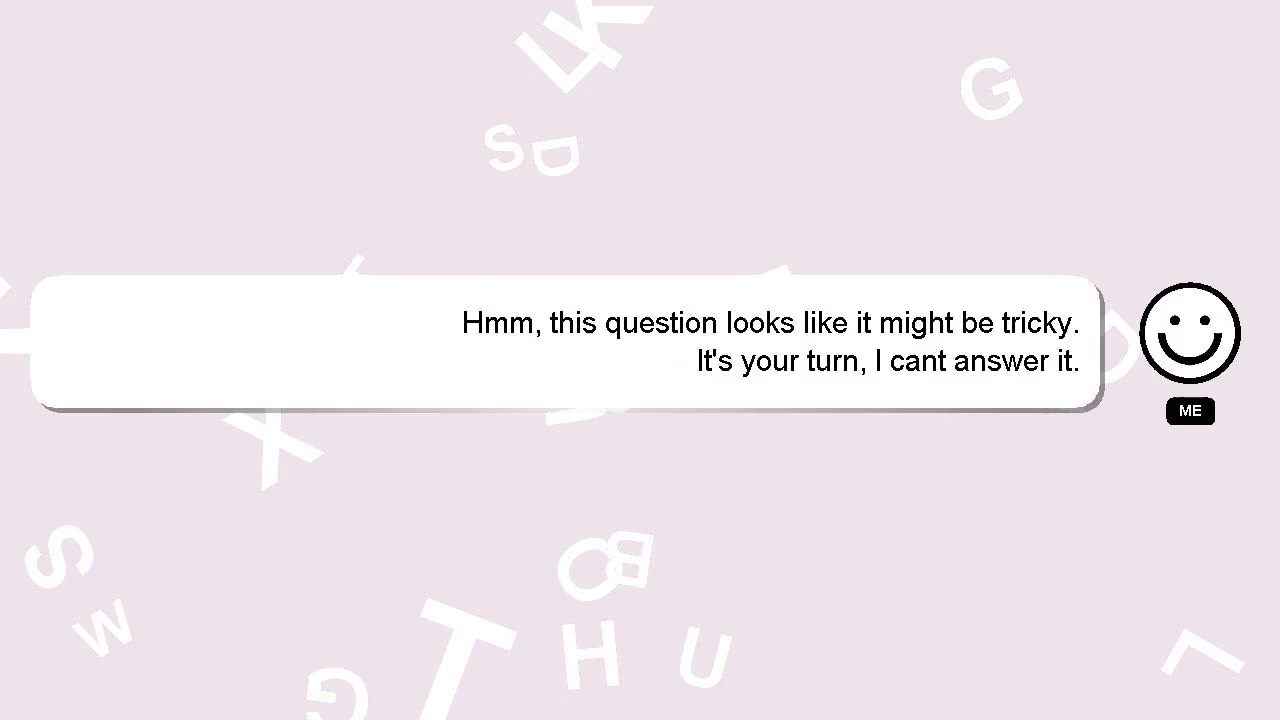 L K
G
S D
Hmm, this question looks like it might be tricky.
It's your turn, I cant answer it.
D
ME
X
S
C B
W
T
H U
L
G